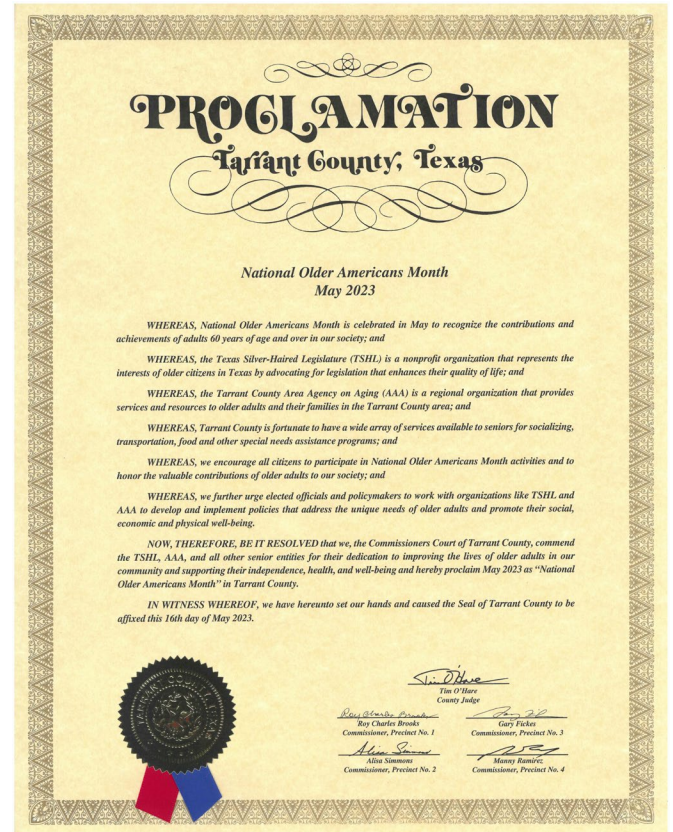 PROCLAMATION
Tarrant County, Texas
National Older Americans Month
May 2023
WHEREAS, National Older Americans Month is celebrated in May to recognize the contributions and
achievements of adults 60 years of age and over in our society; and
WHEREAS, the Texas Silver-Haired Legislature (TSHL) is a nonprofit organization that represents the
interests of older citizens in Texas by advocating for legislation that enhances their quality of life; and
WHEREAS, the Tarrant County Area Agency on Aging (AAA) is a regional organization that provides
services and resources to older adults and their families in the Tarrant County area; and
WHEREAS, Tarrant County is fortunate to have a wide array of services available to seniors for socializing,
transportation, food and other special needs assistance programs; and
WHEREAS, we encourage all citizens to participate in National Older Americans Month activities and to
honor the valuable contributions of older adults to our society; and
WHEREAS, we further urge elected officials and policymakers to work with organizations like TSHL and
AAA to develop and implement policies that address the unique needs of older adults and promote their social,
economic and physical well-being.
NOW, THEREFORE, BE IT RESOLVED that we, the Commissioners Court of Tarrant County, commend
the TSHL, AAA, and all other senior entities for their dedication to improving the lives of older adults in our
community and supporting their independence, health, and well-being and hereby proclaim May 2023 as “National
Older Americans Month” in Tarrant County.
IN WITNESS WHEREOF, we have hereunto set our hands and caused the Seal of Tarrant County to be
affixed this 16th day of May 2023.
Tim O'Hare
Tim O’Hare
County Judge
Roy Charles Brooks
Roy Charles Brooks
Commissioner, Precinct No. 1
Gary Fickes
Commissioner, Precinct No. 3
Alisa Simmons
Alisa Simmons
Commissioner, Precinct No. 2
Manny Ramirez
Commissioner, Precinct No. 4
TARRANT COUNTY TEXAS